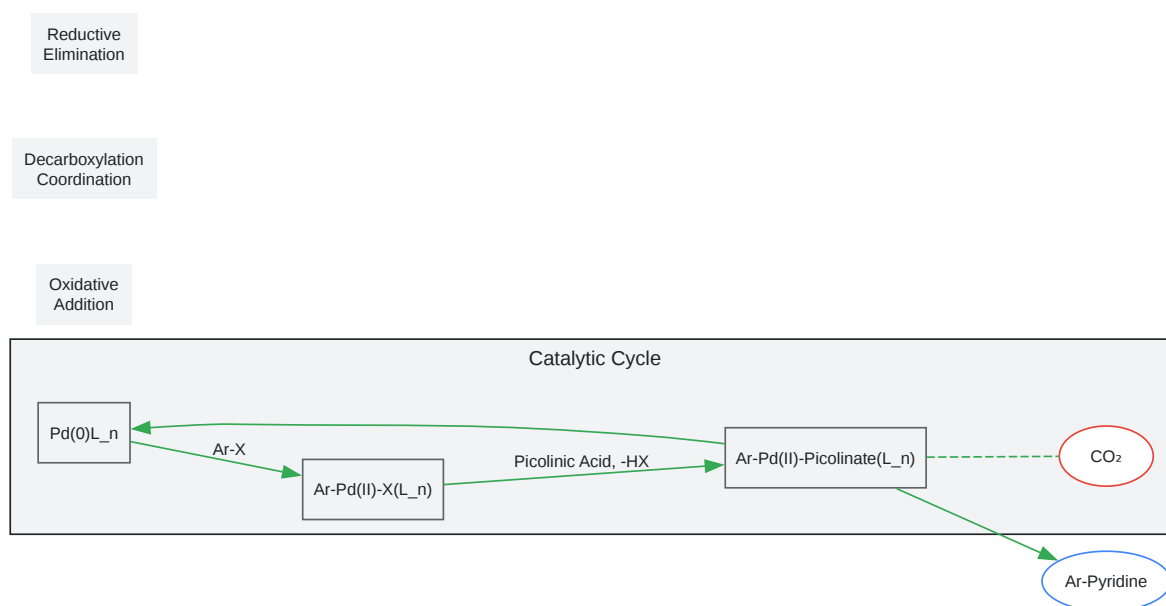 Reductive
Elimination
Decarboxylation
Coordination
Oxidative
Addition
Catalytic Cycle
Pd(0)L_n
Ar-X
Ar-Pd(II)-X(L_n)
Picolinic Acid, -HX
Ar-Pd(II)-Picolinate(L_n)
CO₂
Ar-Pyridine